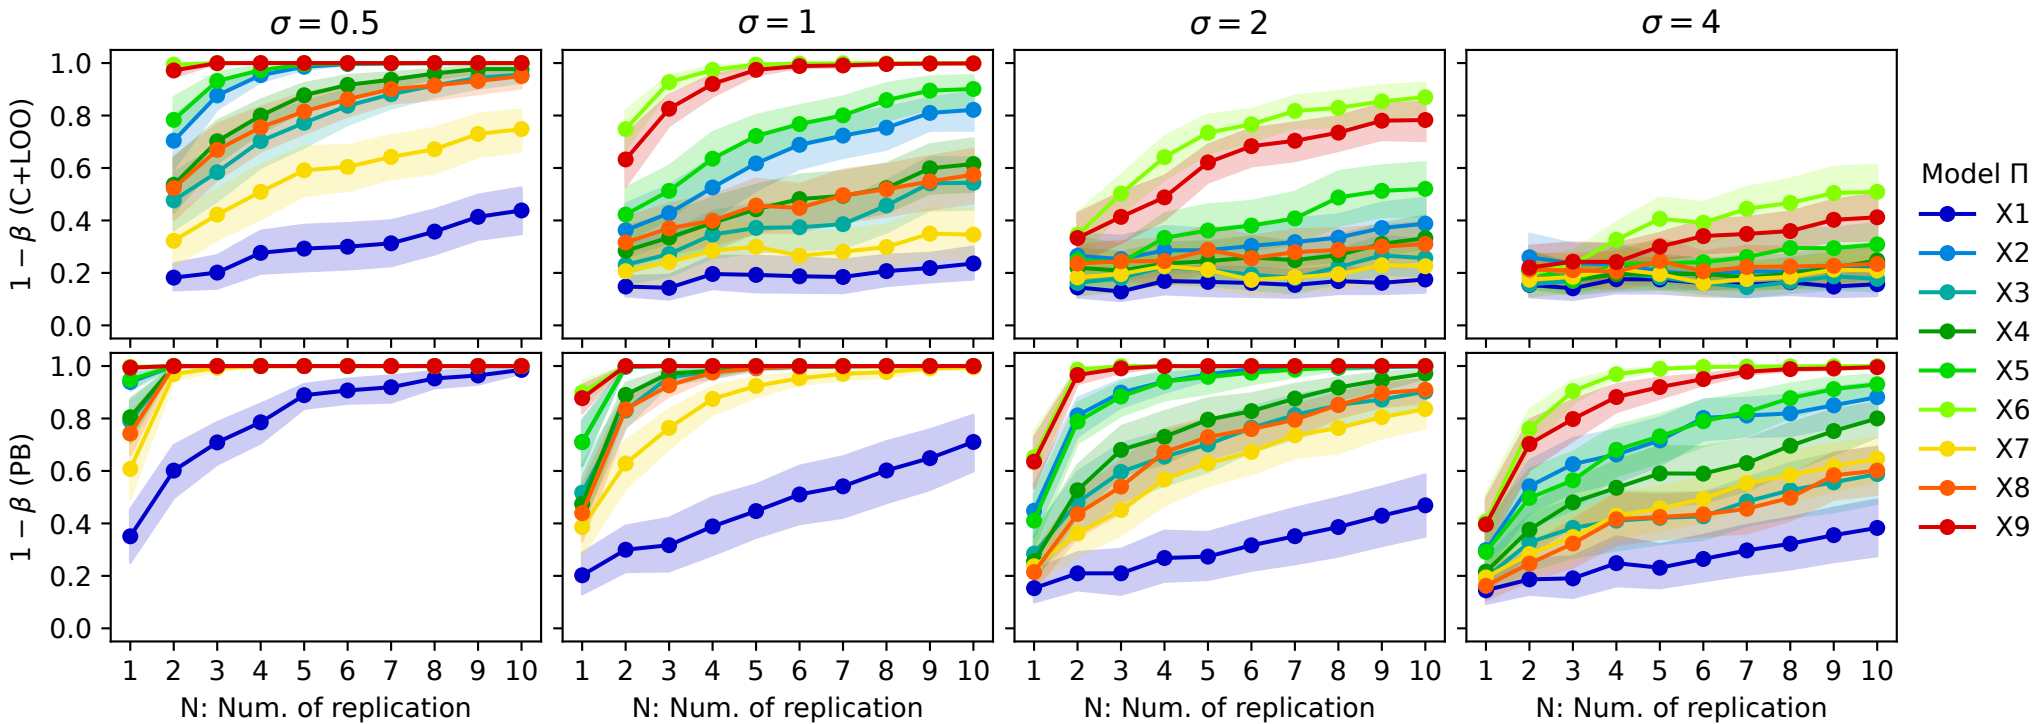 σ = 0.5
σ = 1
σ = 2
σ = 4
1 − β (C+LOO)
1.0
0.8
0.6
0.4
0.2
0.0
1 − β (PB)
1.0
0.8
0.6
0.4
0.2
0.0
1 2 3 4 5 6 7 8 9 10
1 2 3 4 5 6 7 8 9 10
1 2 3 4 5 6 7 8 9 10
1 2 3 4 5 6 7 8 9 10
N: Num. of replication
N: Num. of replication
N: Num. of replication
N: Num. of replication
Model Π
X1
X2
X3
X4
X5
X6
X7
X8
X9